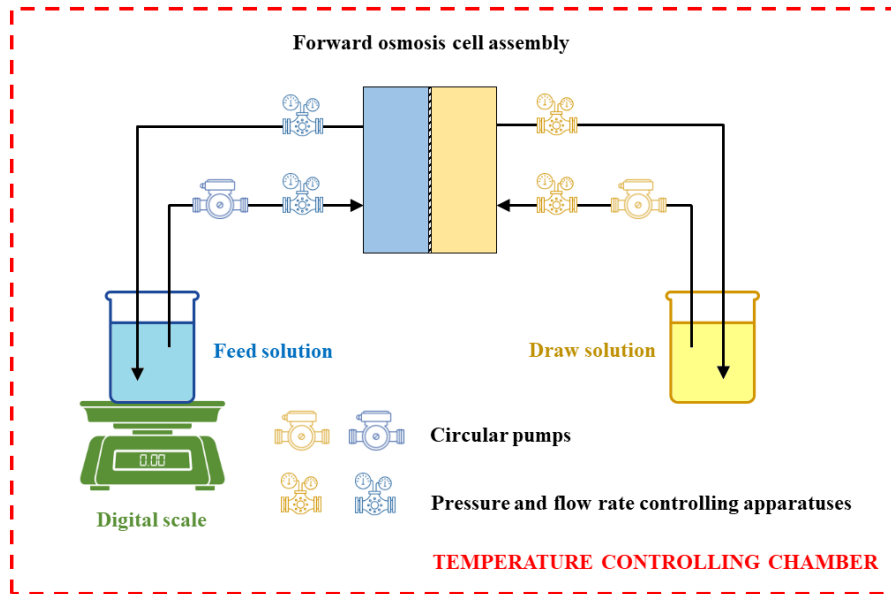 Forward osmosis cell assembly
Feed solution
Draw solution
0.00
Circular pumps
Pressure and flow rate controlling apparatuses
Digital scale
TEMPERATURE CONTROLLING CHAMBER